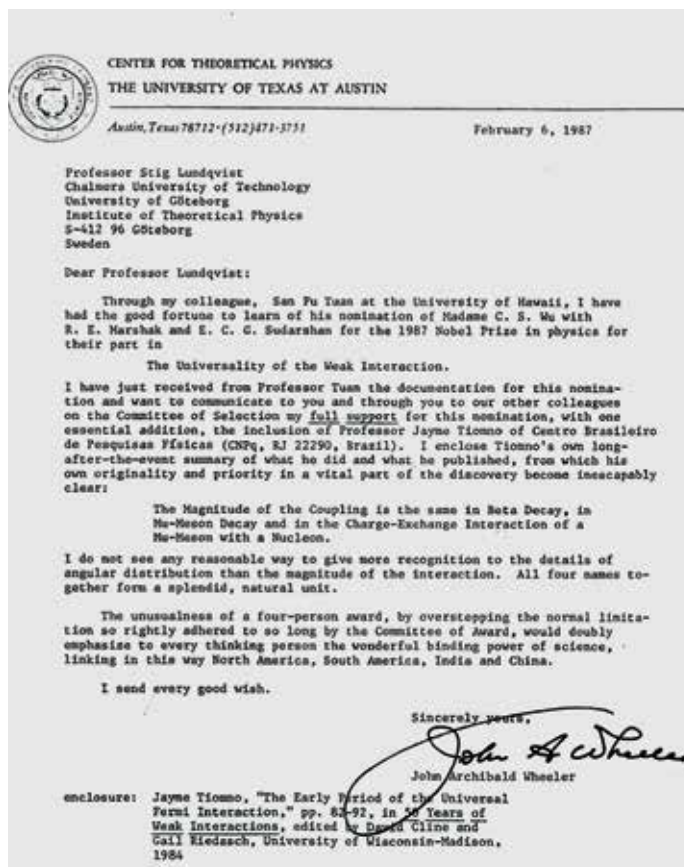 CENTER FOR THEORETICAL PHYSICS
THE UNIVERSITY OF TEXAS AT AUSTIN
Austin, Texas 78712·(512)471-3751
February 6, 1987
Professor Stig Lundqvist
Chalmers University of Technology
University of Göteborg
Institute of Theoretical Physics
S-412 96 Göteborg
Sweden
Dear Professor Lundqvist:
Through my colleague, San Fu Tuan at the University of Hawaii, I have
had the good fortune to learn of his nomination of Madame C. S. Wu with
R. E. Marshak and E. C. G. Sudarshan for the 1987 Nobel Prize in physics for
their part in
The Universality of the Weak Interaction.
I have just received from Professor Tuan the documentation for this nomina-
tion and want to communicate to you and through you to our other colleagues
on the Committee of Selection my full support for this nomination, with one
essential addition, the inclusion of Professor Jayme Tiomno of Centro Brasileiro
de Pesquisas Físicas (CNPq, RJ 22290, Brazil). I enclose Tiomno's own long-
after-the-event summary of what he did and what he published, from which his
own originality and priority in a vital part of the discovery become inescapably
clear:
The Magnitude of the Coupling is the same in Beta Decay, in
Mu-Meson Decay and in the Charge-Exchange Interaction of a
Mu-Meson with a Nucleon.
I do not see any reasonable way to give more recognition to the details of
angular distribution than the magnitude of the interaction. All four names to-
gether form a splendid, natural unit.
The unusualness of a four-person award, by overstepping the normal limita-
tion so rightly adhered to so long by the Committee of Award, would doubly
emphasize to every thinking person the wonderful binding power of science,
linking in this way North America, South America, India and China.
I send every good wish.
Sincerely yours,
John A Wheeler
John Archibald Wheeler
enclosure: Jayme Tiomno, "The Early Period of the Universal
Fermi Interaction," pp. 82-92, in 50 Years of
Weak Interactions, edited by David Cline and
Gail Riedasch, University of Wisconsin-Madison,
1984